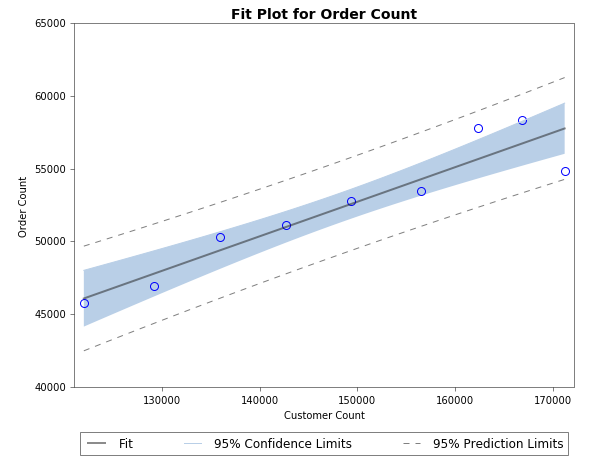 Fit Plot for Order Count
65000
60000
55000
50000
45000
40000
Order Count
130000 140000 150000 160000 170000
Customer Count
Fit 95% Confidence Limits 95% Prediction Limits